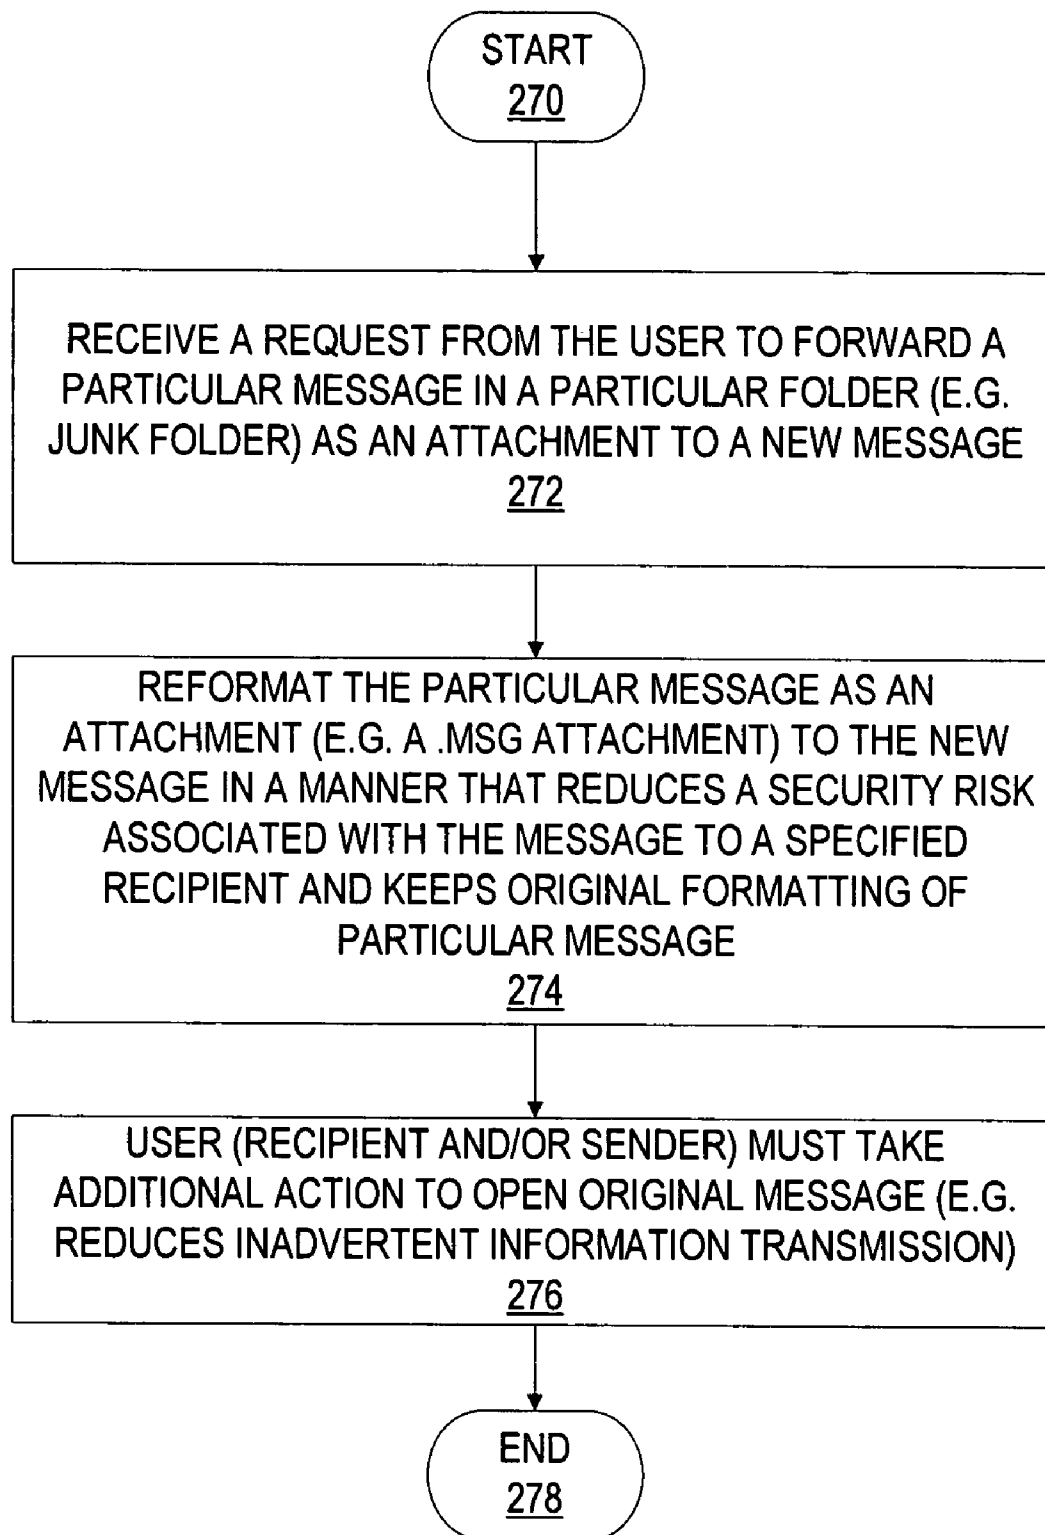 START
270
RECEIVE A REQUEST FROM THE USER TO FORWARD A
PARTICULAR MESSAGE IN A PARTICULAR FOLDER (E.G.
JUNK FOLDER) AS AN ATTACHMENT TO A NEW MESSAGE
272
REFORMAT THE PARTICULAR MESSAGE AS AN
ATTACHMENT (E.G. A .MSG ATTACHMENT) TO THE NEW
MESSAGE IN A MANNER THAT REDUCES A SECURITY RISK
ASSOCIATED WITH THE MESSAGE TO A SPECIFIED
RECIPIENT AND KEEPS ORIGINAL FORMATTING OF
PARTICULAR MESSAGE
274
USER (RECIPIENT AND/OR SENDER) MUST TAKE
ADDITIONAL ACTION TO OPEN ORIGINAL MESSAGE (E.G.
REDUCES INADVERTENT INFORMATION TRANSMISSION)
276
END
278